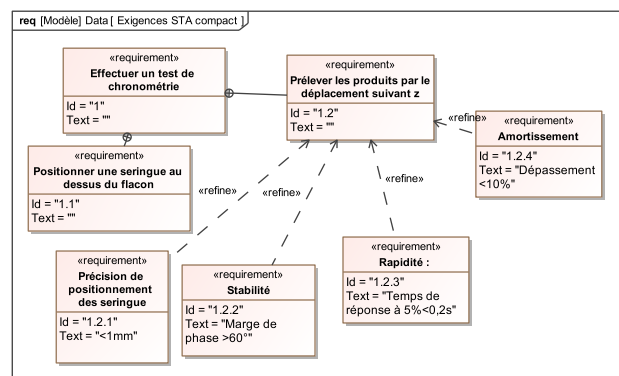 req [Modèle] Data [ Exigences STA compact ]
«requirement»
Effectuer un test de
chronométrie
Id = "1"
Text = ""
«requirement»
Prélever les produits par le
déplacement suivant z
Id = "1.2"
Text = ""
«refine»
«requirement»
Amortissement
Id = "1.2.4"
Text = "Dépassement
<10%"
«requirement»
Positionner une seringue au
dessus du flacon
Id = "1.1"
Text = ""
«refine»
«refine»
«refine»
«requirement»
Précision de
positionnement
des seringue
Id = "1.2.1"
Text = "<1mm"
«requirement»
Stabilité
Id = "1.2.2"
Text = "Marge de
phase >60°"
«requirement»
Rapidité :
Id = "1.2.3"
Text = "Temps de
réponse à 5%<0,2s"